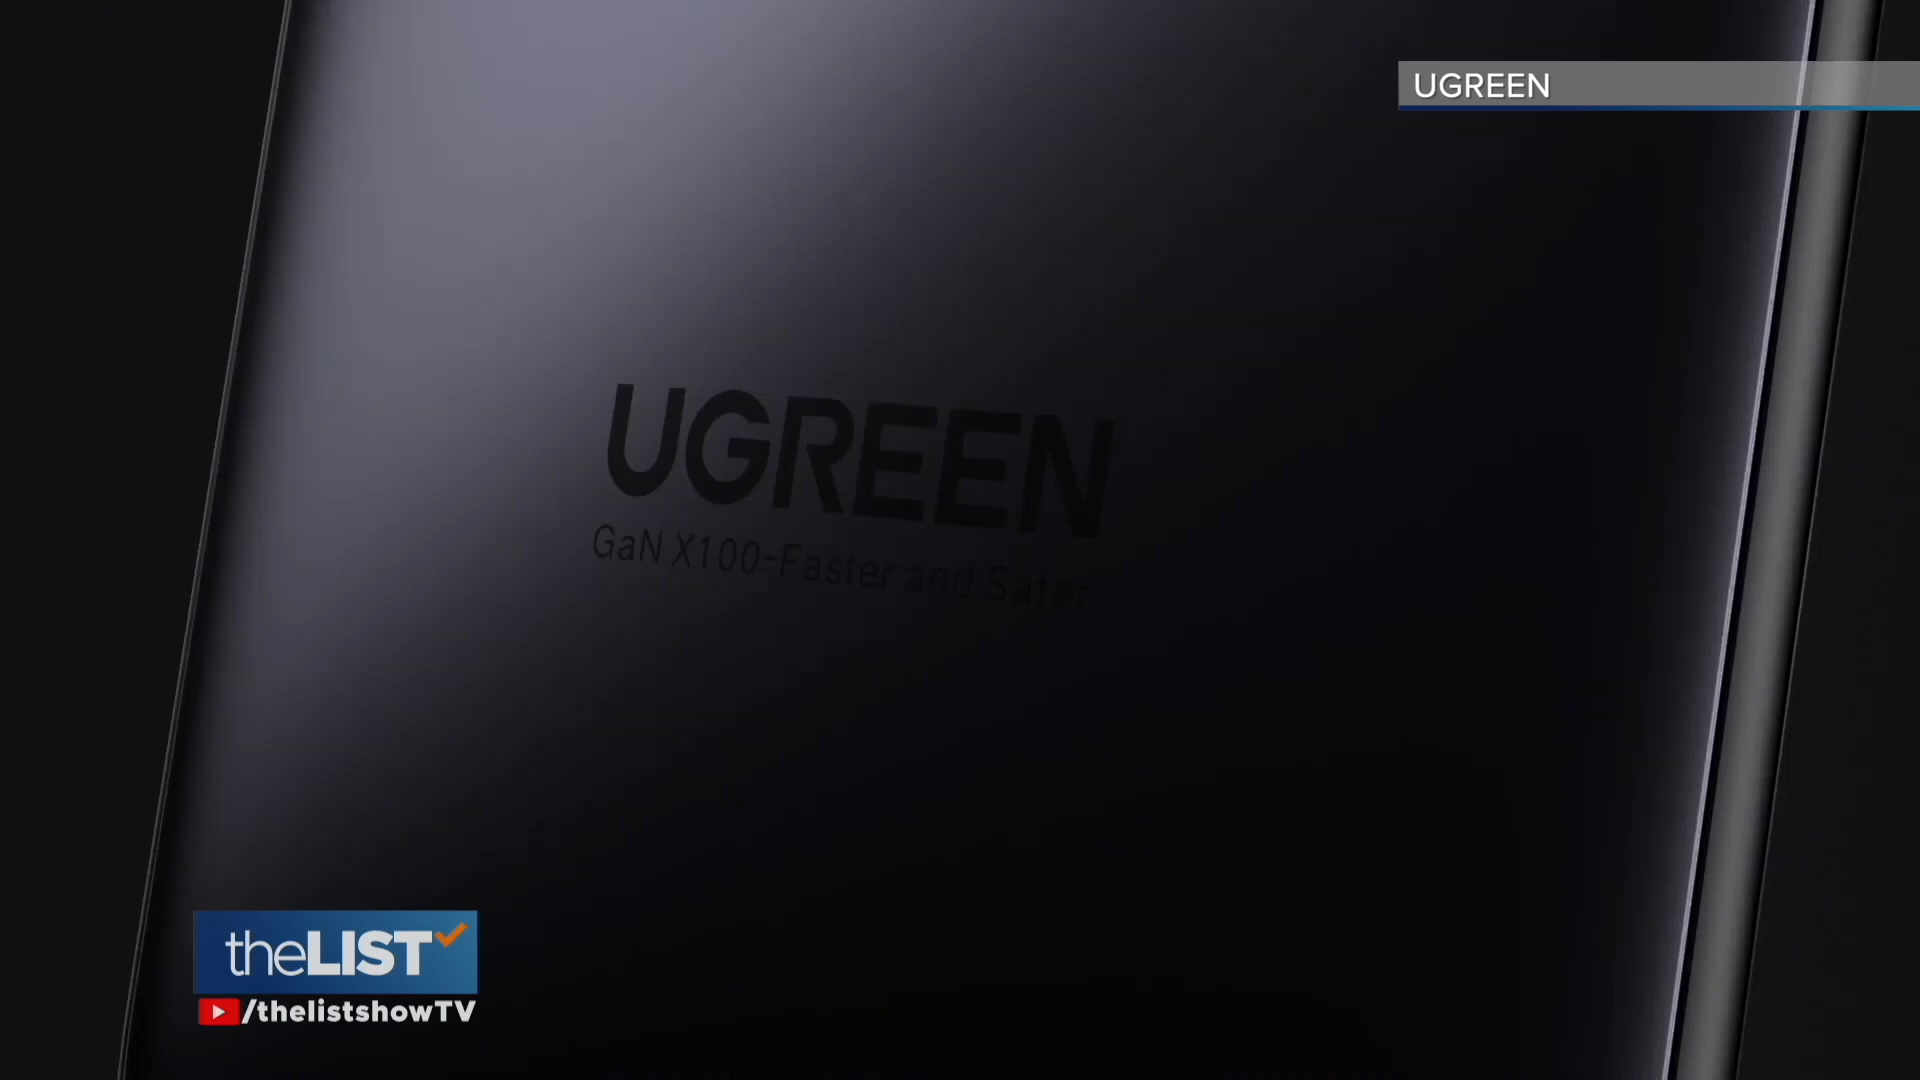 UGREEN
UGREEN
GaN X100-Faster and Safer
theLIST
/thelistshowTV